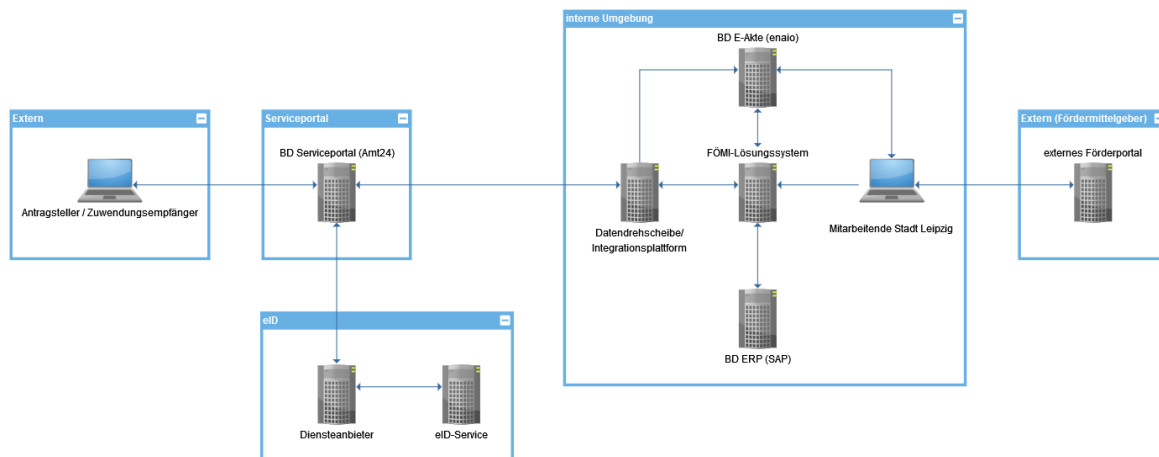 interne Umgebung
BD E-Akte (enaio)
Extern
Serviceportal
Extern (Fördermittelgeber)
BD Serviceportal (Amt24)
FÖMI-Lösungssystem
externes Förderportal
Antragsteller / Zuwendungsempfänger
Datendrehscheibe/
Integrationsplattform
Mitarbeitende Stadt Leipzig
eID
BD ERP (SAP)
Diensteanbieter
eID-Service